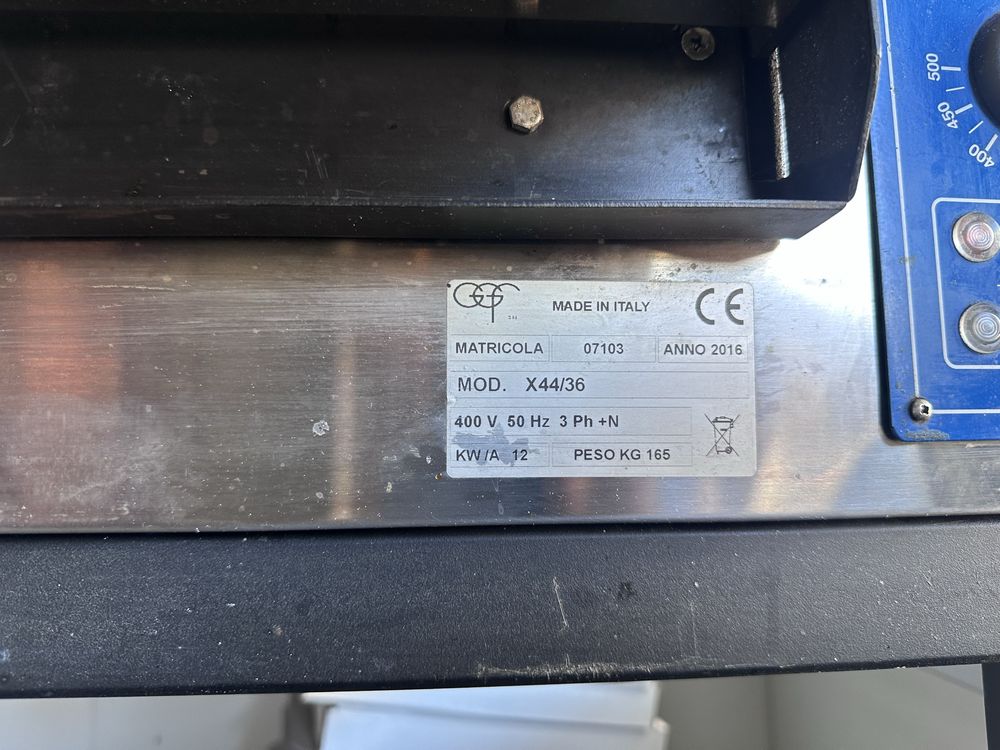 GGF
MADE IN ITALY
CE
MATRICOLA 07103 ANNO 2016
MOD. X44/36
400 V 50 Hz 3 Ph +N
KW/A 12 PESO KG 165
500
450
400